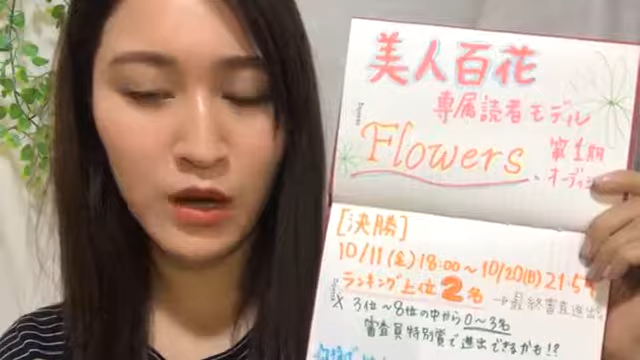 美人百花
専属読者モデル
Flowers 第1期
オーディシ
[決勝]
10/11(金)18:00〜10/20(日)21:5
ランキング上位2名 →最終審査進出
※ 3位〜8位の中から0〜3名
審査員特別賞で進出できるかも!?